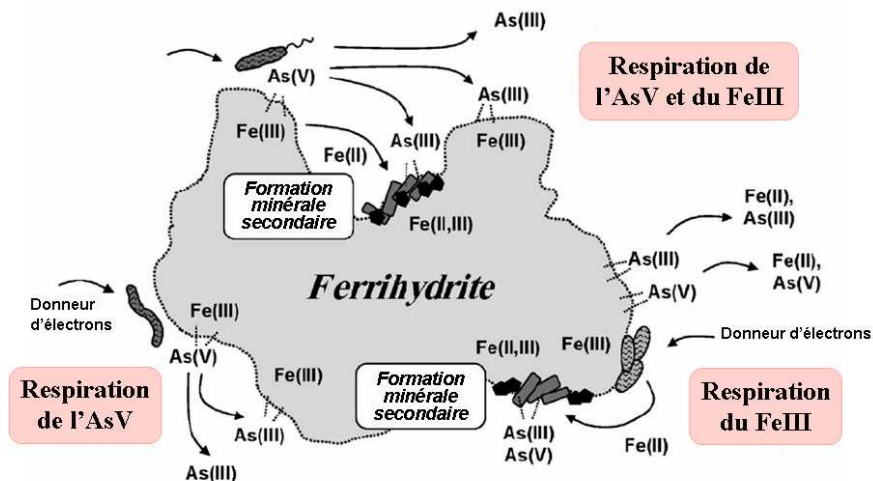 As(III)
As(V)
Respiration de
l'AsV et du FeIII
As(III)
Fe(III)
As(III)
Fe(III)
Fe(II)
Formation
minérale
secondaire
Fe(II,III)
Fe(II),
As(III)
As(III)
Fe(II),
As(V)
As(V)
Ferrihydrite
Donneur
d'électrons
Fe(III)
As(V)
Fe(III)
As(III)
As(III)
Respiration
de l'AsV
Fe(II,III)
Fe(III)
Donneur d'électrons
Formation
minérale
secondaire
As(III)
As(V)
Fe(II)
Respiration
du FeIII